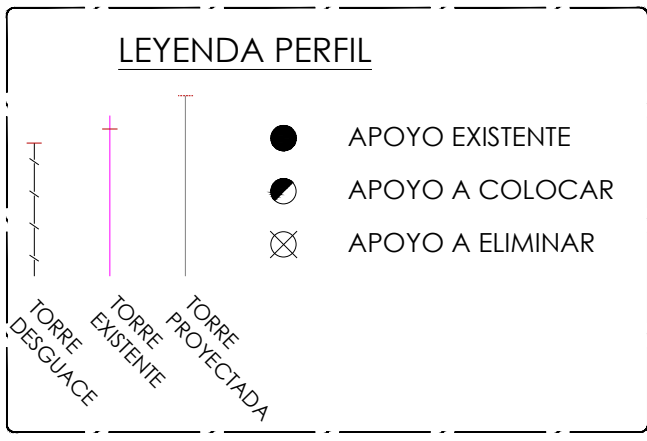 LEYENDA PERFIL
APOYO EXISTENTE
APOYO A COLOCAR
APOYO A ELIMINAR
TORRE
DESGUACE
TORRE
EXISTENTE
TORRE
PROYECTADA